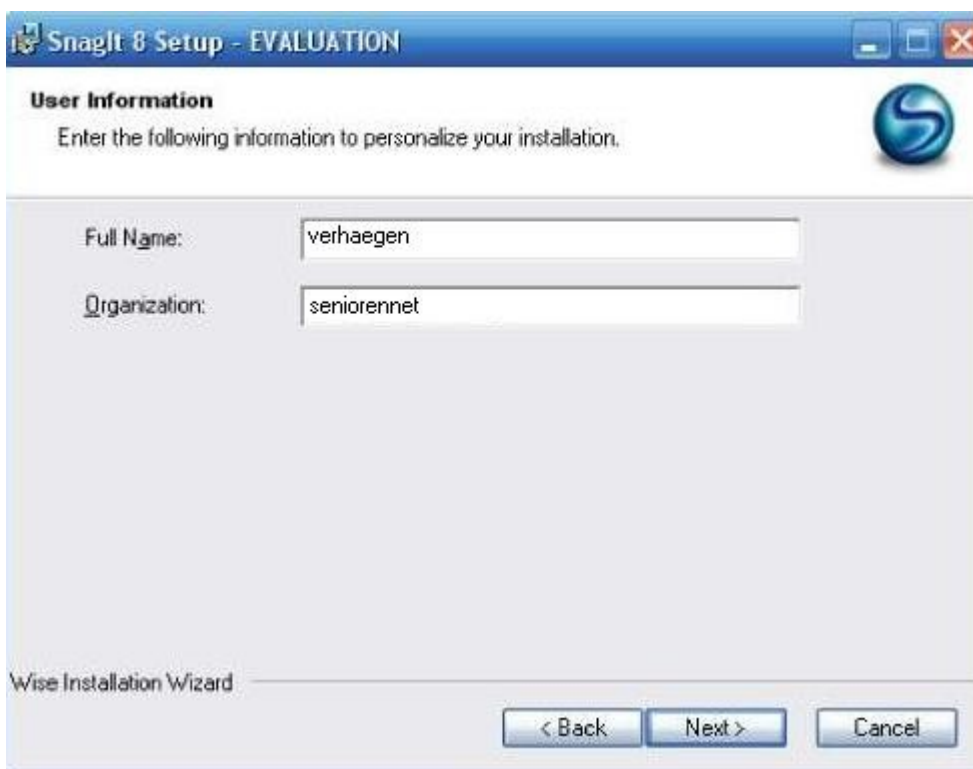 SnagIt 8 Setup - EVALUATION
User Information
Enter the following information to personalize your installation.
Full Name: verhaegen
Organization: seniorennet
Wise Installation Wizard
< Back Next > Cancel